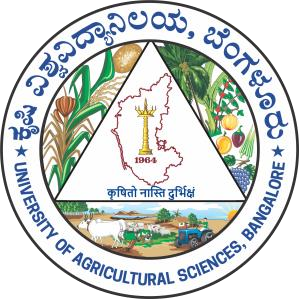 ಕೃಷಿ ವಿಶ್ವವಿದ್ಯಾನಿಲಯ, ಬೆಂಗಳೂರು
1964
कृषितो नास्ति दुर्भिक्षं
UNIVERSITY OF AGRICULTURAL SCIENCES, BANGALORE